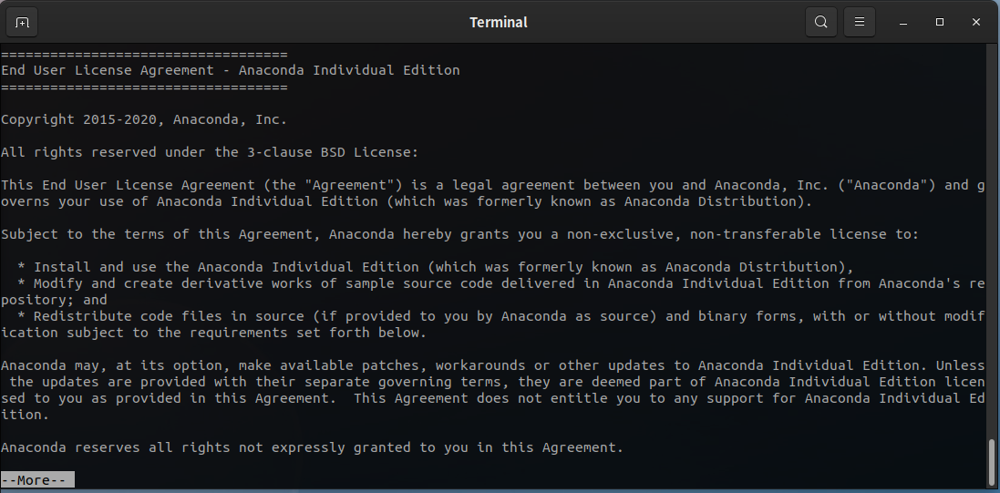 Terminal
===================================
End User License Agreement - Anaconda Individual Edition
===================================
Copyright 2015-2020, Anaconda, Inc.
All rights reserved under the 3-clause BSD License:
This End User License Agreement (the "Agreement") is a legal agreement between you and Anaconda, Inc. ("Anaconda") and g
overns your use of Anaconda Individual Edition (which was formerly known as Anaconda Distribution).
Subject to the terms of this Agreement, Anaconda hereby grants you a non-exclusive, non-transferable license to:
  * Install and use the Anaconda Individual Edition (which was formerly known as Anaconda Distribution),
  * Modify and create derivative works of sample source code delivered in Anaconda Individual Edition from Anaconda's re
pository; and
  * Redistribute code files in source (if provided to you by Anaconda as source) and binary forms, with or without modif
ication subject to the requirements set forth below.
Anaconda may, at its option, make available patches, workarounds or other updates to Anaconda Individual Edition. Unless
 the updates are provided with their separate governing terms, they are deemed part of Anaconda Individual Edition licen
sed to you as provided in this Agreement.  This Agreement does not entitle you to any support for Anaconda Individual Ed
ition.
Anaconda reserves all rights not expressly granted to you in this Agreement.
--More--